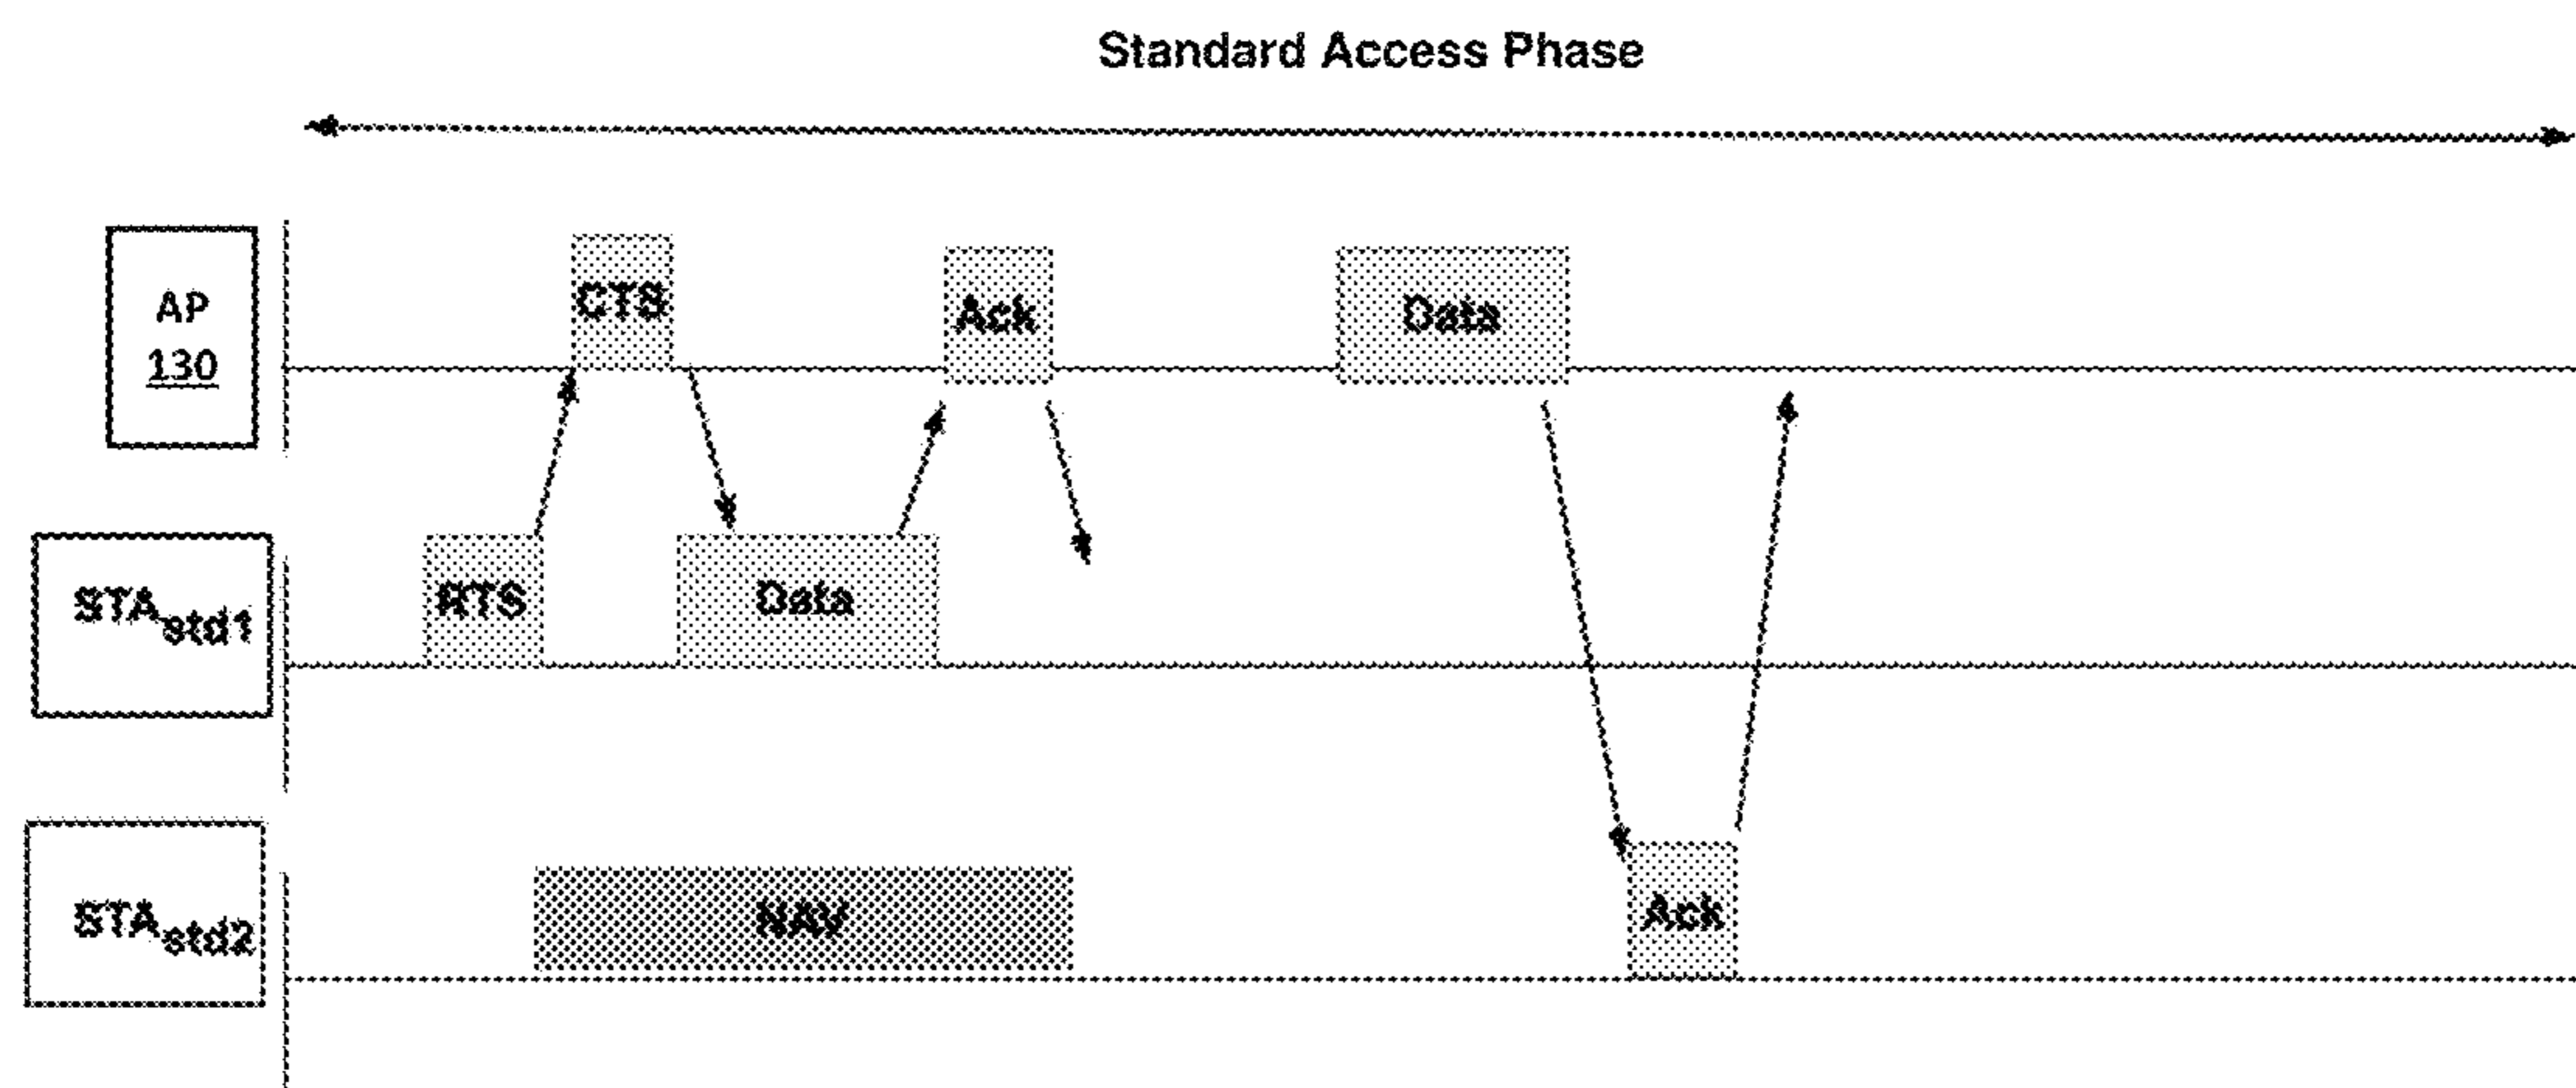 Standard Access Phase
AP
130
CTS
Ack
Data
STAstd1
RTS
Data
STAstd2
NAV
Ack